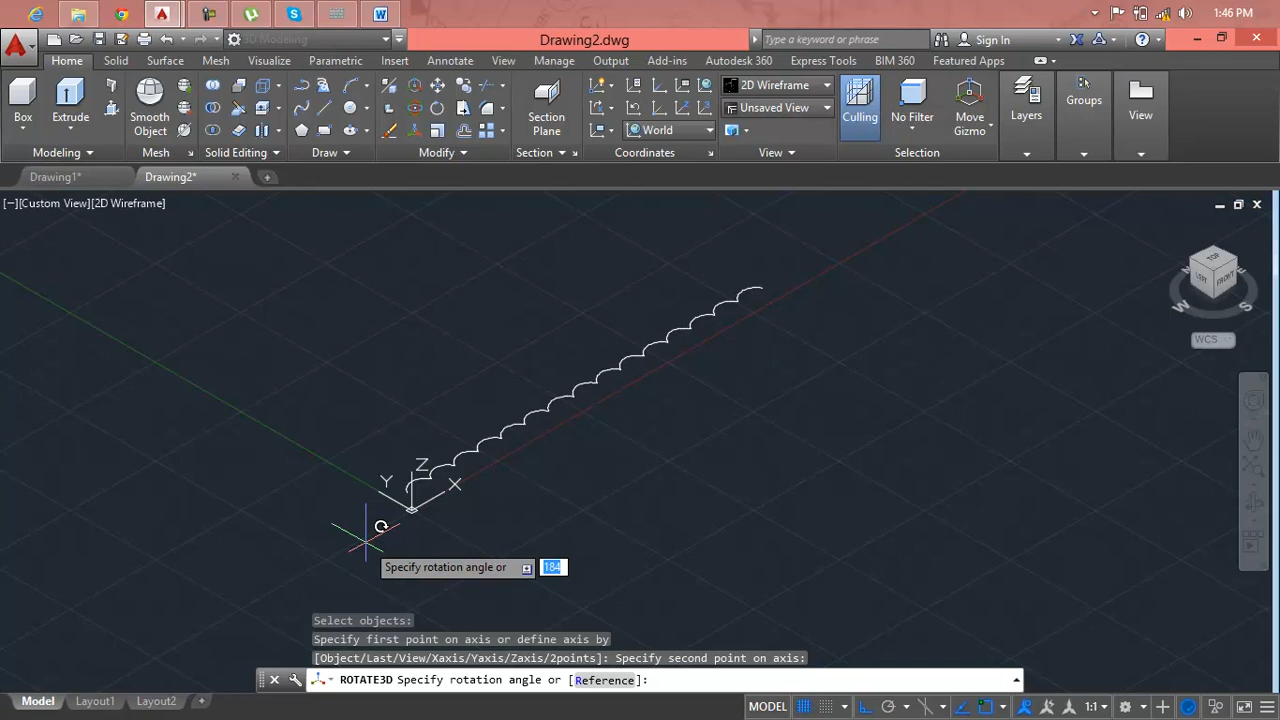 1:46 PM
3D Modeling
Drawing2.dwg
Type a keyword or phrase
Sign In
Home Solid Surface Mesh Visualize Parametric Insert Annotate View Manage Output Add-ins Autodesk 360 Express Tools BIM 360 Featured Apps
2D Wireframe
Unsaved View
World
Box
Extrude
Smooth
Object
Section
Plane
Culling
No Filter
Move
Gizmo
Layers
Groups
View
Modeling
Mesh
Solid Editing
Draw
Modify
Section
Coordinates
View
Selection
Drawing1*
Drawing2*
[−][Custom View][2D Wireframe]
TOP
LEFT
FRONT
N
E
W
S
WCS
Z
Y
X
Specify rotation angle or
184
Select objects:
Specify first point on axis or define axis by
[Object/Last/View/Xaxis/Yaxis/Zaxis/2points]: Specify second point on axis:
ROTATE3D Specify rotation angle or [Reference]:
Model Layout1 Layout2 +
MODEL
1:1